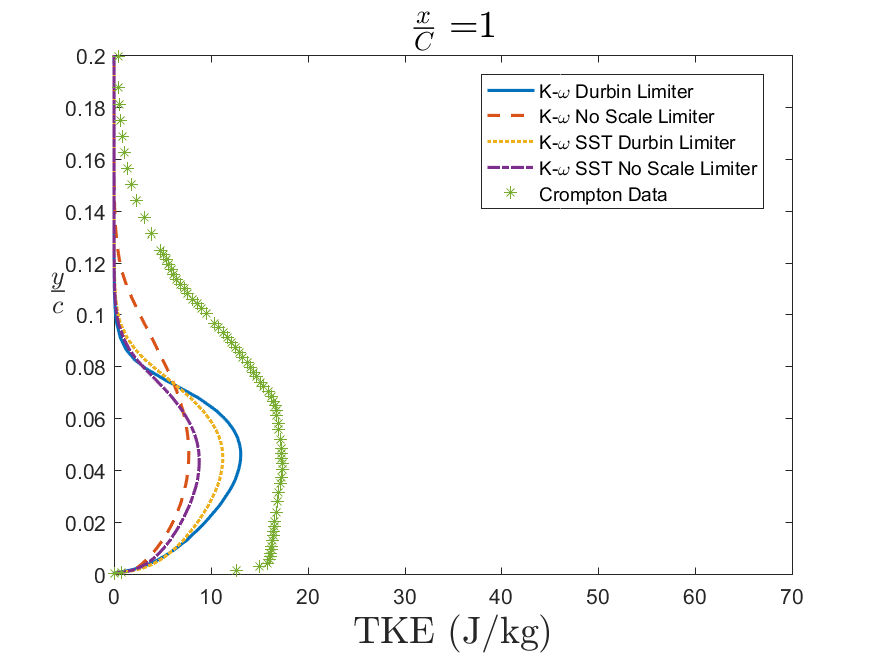 x/C =1
0.2
0.18
0.16
0.14
0.12
0.1
0.08
0.06
0.04
0.02
0
y/c
K-ω Durbin Limiter
K-ω No Scale Limiter
K-ω SST Durbin Limiter
K-ω SST No Scale Limiter
Crompton Data
0 10 20 30 40 50 60 70
TKE (J/kg)